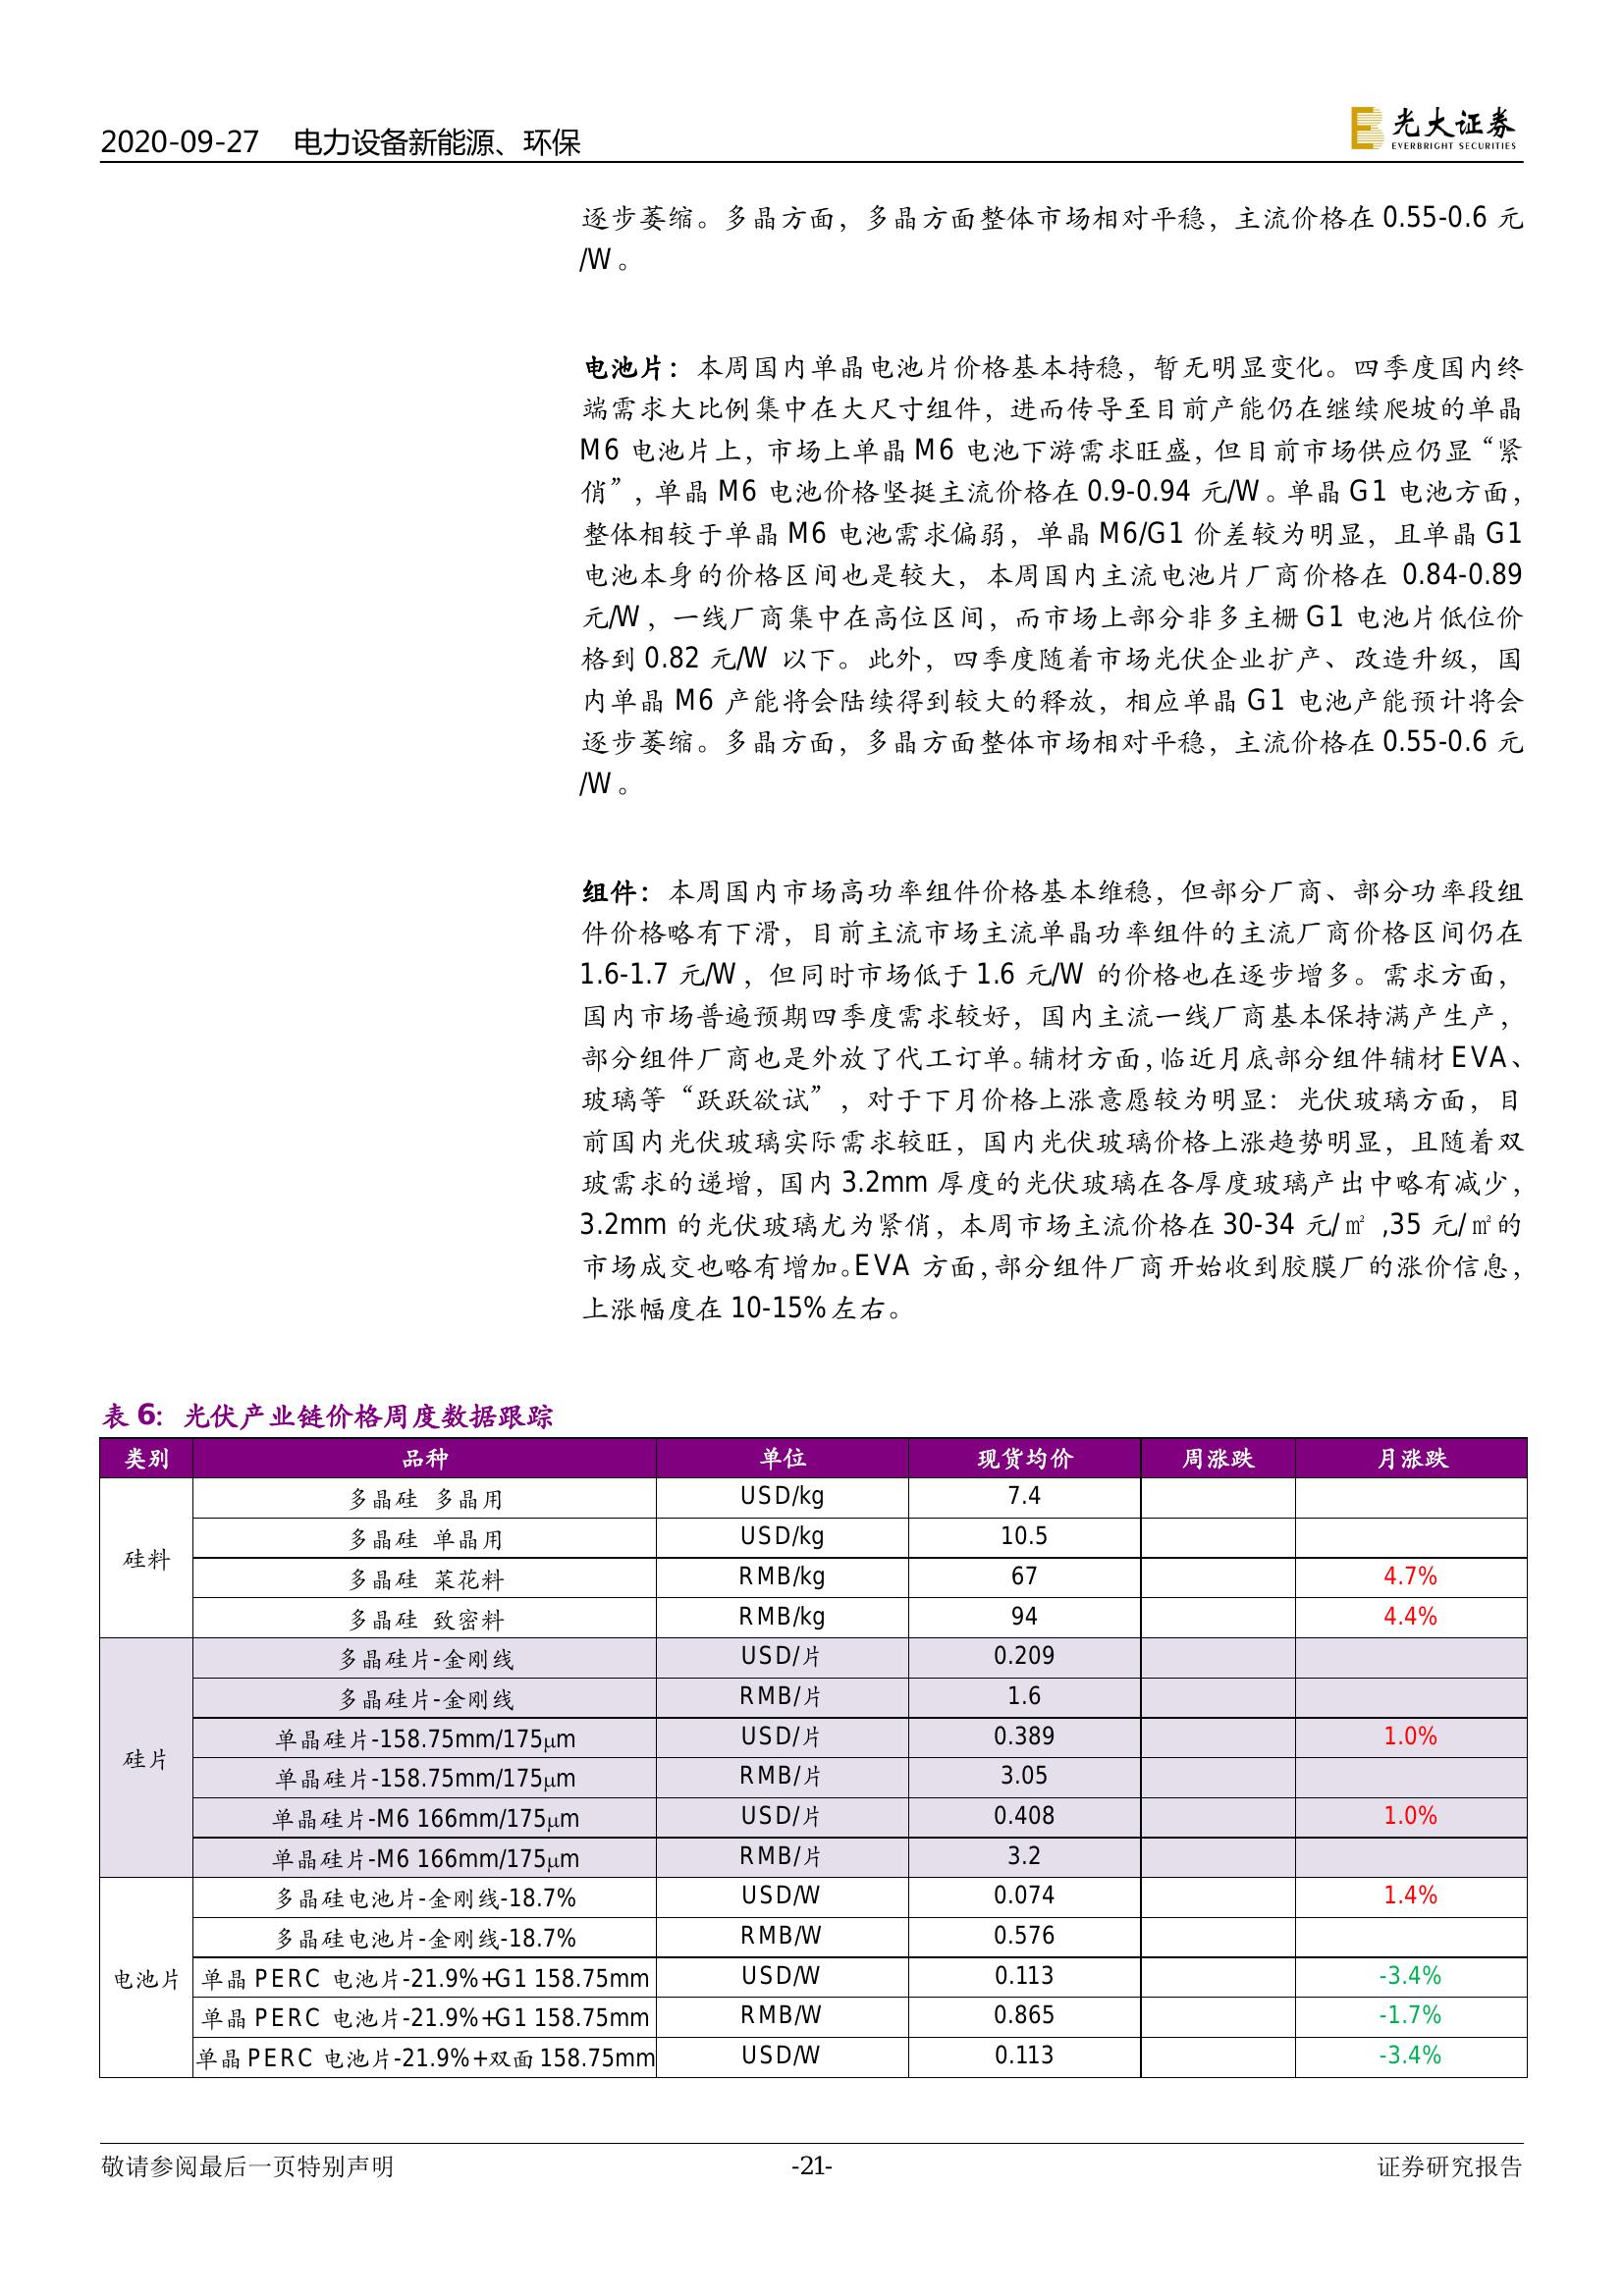 2020-09-27 电力设备新能源、环保
光大证券
EVERBRIGHT SECURITIES
逐步萎缩。多晶方面，多晶方面整体市场相对平稳，主流价格在 0.55-0.6 元
/W。
电池片：本周国内单晶电池片价格基本持稳，暂无明显变化。四季度国内终
端需求大比例集中在大尺寸组件，进而传导至目前产能仍在继续爬坡的单晶
M6 电池片上，市场上单晶 M6 电池下游需求旺盛，但目前市场供应仍显“紧
俏”，单晶 M6 电池价格坚挺主流价格在 0.9-0.94 元/W。单晶 G1 电池方面，
整体相较于单晶 M6 电池需求偏弱，单晶 M6/G1 价差较为明显，且单晶 G1
电池本身的价格区间也是较大，本周国内主流电池片厂商价格在 0.84-0.89
元/W，一线厂商集中在高位区间，而市场上部分非多主栅 G1 电池片低位价
格到 0.82 元/W 以下。此外，四季度随着市场光伏企业扩产、改造升级，国
内单晶 M6 产能将会陆续得到较大的释放，相应单晶 G1 电池产能预计将会
逐步萎缩。多晶方面，多晶方面整体市场相对平稳，主流价格在 0.55-0.6 元
/W。
组件：本周国内市场高功率组件价格基本维稳，但部分厂商、部分功率段组
件价格略有下滑，目前主流市场主流单晶功率组件的主流厂商价格区间仍在
1.6-1.7 元/W，但同时市场低于 1.6 元/W 的价格也在逐步增多。需求方面，
国内市场普遍预期四季度需求较好，国内主流一线厂商基本保持满产生产，
部分组件厂商也是外放了代工订单。辅材方面，临近月底部分组件辅材 EVA、
玻璃等“跃跃欲试”，对于下月价格上涨意愿较为明显：光伏玻璃方面，目
前国内光伏玻璃实际需求较旺，国内光伏玻璃价格上涨趋势明显，且随着双
玻需求的递增，国内 3.2mm 厚度的光伏玻璃在各厚度玻璃产出中略有减少，
3.2mm 的光伏玻璃尤为紧俏，本周市场主流价格在 30-34 元/㎡ ,35 元/㎡的
市场成交也略有增加。EVA 方面，部分组件厂商开始收到胶膜厂的涨价信息，
上涨幅度在 10-15%左右。
表 6：光伏产业链价格周度数据跟踪
类别 品种 单位 现货均价 周涨跌 月涨跌
硅料
多晶硅 多晶用 USD/kg 7.4
多晶硅 单晶用 USD/kg 10.5
多晶硅 菜花料 RMB/kg 67 4.7%
多晶硅 致密料 RMB/kg 94 4.4%
硅片
多晶硅片-金刚线 USD/片 0.209
多晶硅片-金刚线 RMB/片 1.6
单晶硅片-158.75mm/175μm USD/片 0.389 1.0%
单晶硅片-158.75mm/175μm RMB/片 3.05
单晶硅片-M6 166mm/175μm USD/片 0.408 1.0%
单晶硅片-M6 166mm/175μm RMB/片 3.2
电池片
多晶硅电池片-金刚线-18.7% USD/W 0.074 1.4%
多晶硅电池片-金刚线-18.7% RMB/W 0.576
单晶 PERC 电池片-21.9%+G1 158.75mm USD/W 0.113 -3.4%
单晶 PERC 电池片-21.9%+G1 158.75mm RMB/W 0.865 -1.7%
单晶 PERC 电池片-21.9%+双面 158.75mm USD/W 0.113 -3.4%
敬请参阅最后一页特别声明 -21- 证券研究报告